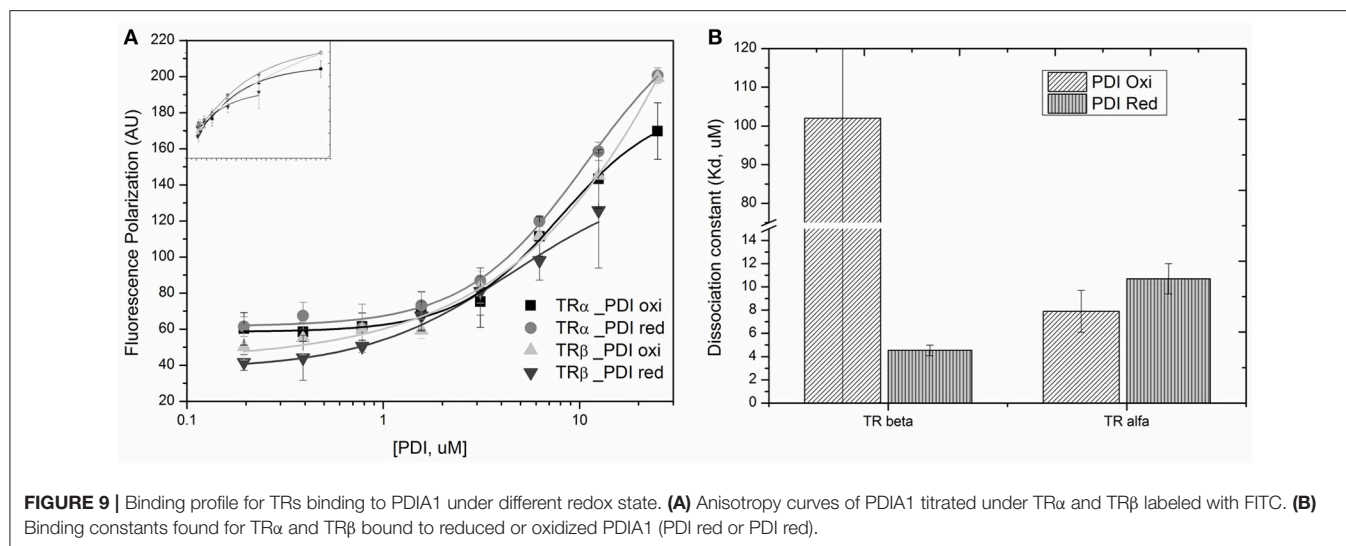 A
220
200
180
160
140
120
100
80
60
40
20
Fluorescence Polarization (AU)
TRα _PDI oxi
TRα _PDI red
TRβ _PDI oxi
TRβ _PDI red
0.1
1
10
[PDI, uM]
B
120
110
100
90
80
14
12
10
8
6
4
2
0
Dissociation constant (Kd, uM)
PDI Oxi
PDI Red
TR beta
TR alfa
FIGURE 9 | Binding profile for TRs binding to PDIA1 under different redox state. (A) Anisotropy curves of PDIA1 titrated under TRα and TRβ labeled with FITC. (B)
Binding constants found for TRα and TRβ bound to reduced or oxidized PDIA1 (PDI red or PDI red).